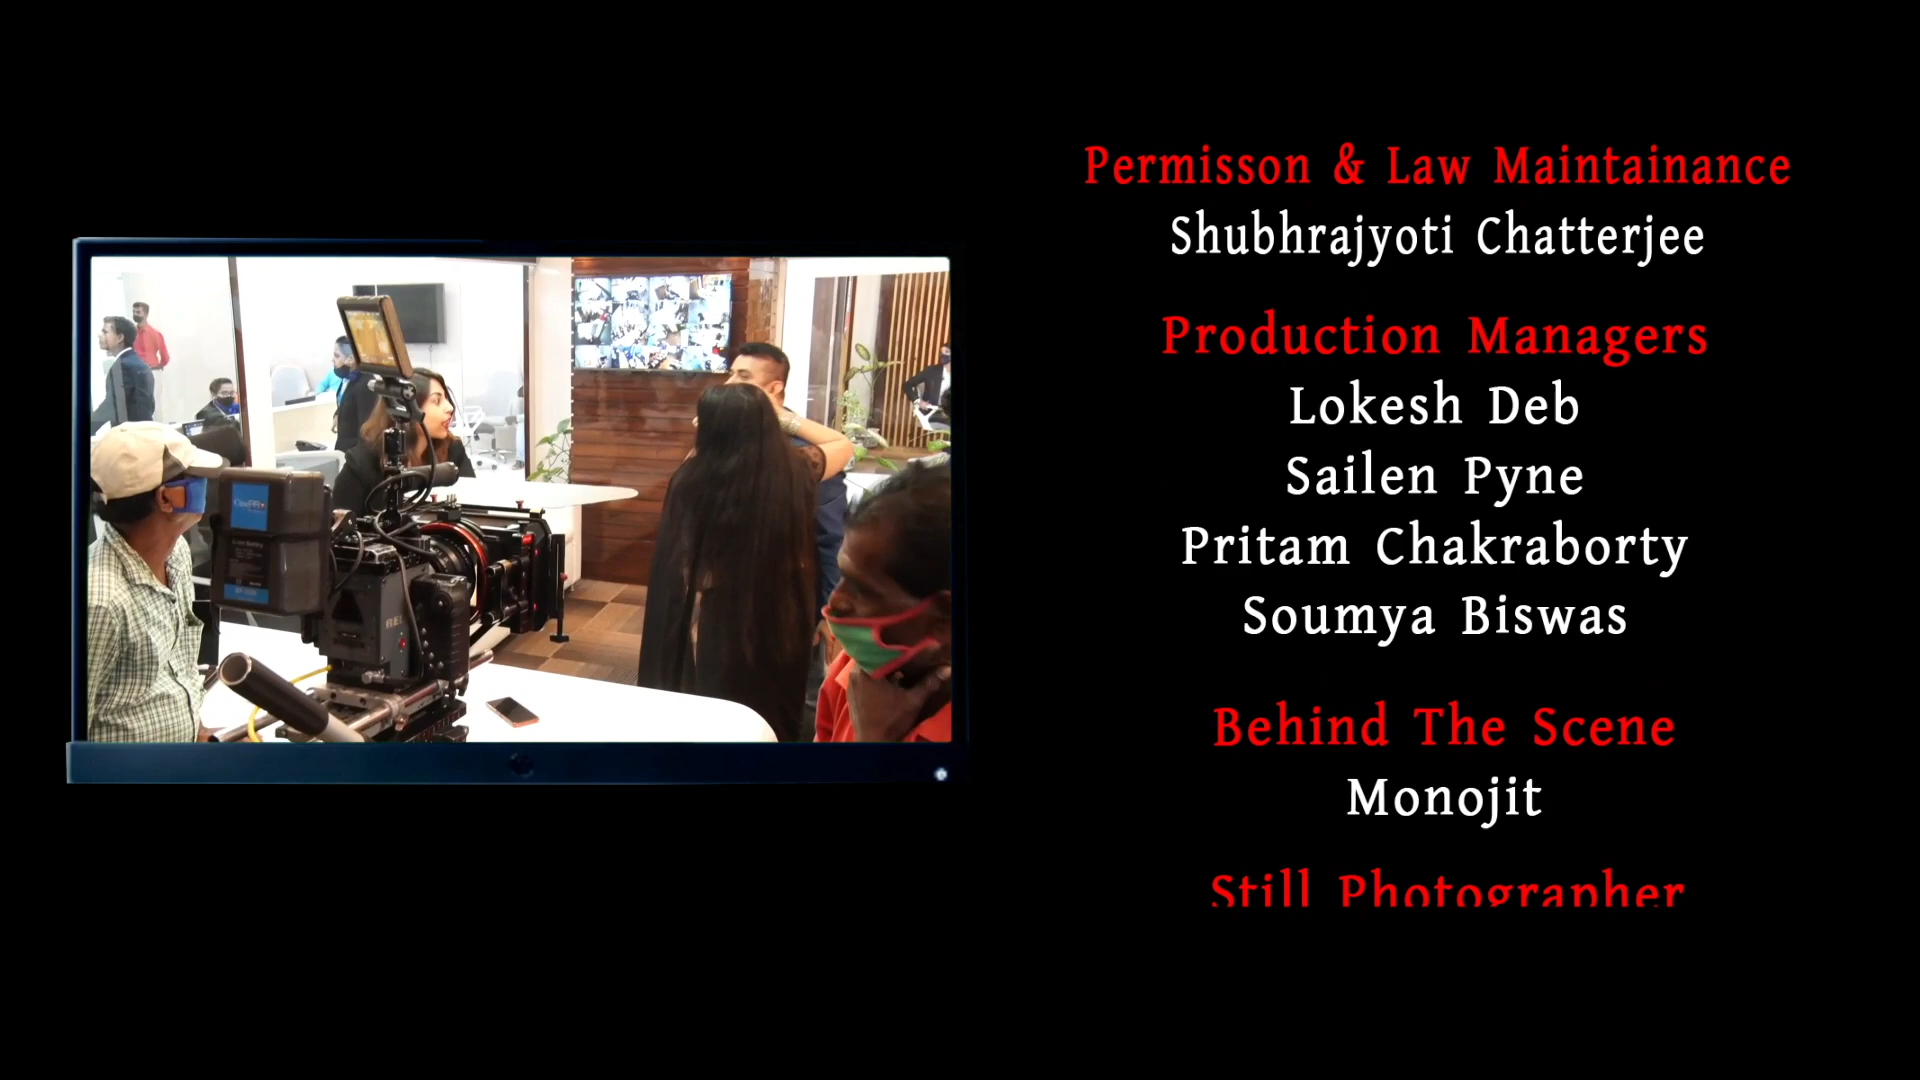 Permisson & Law Maintainance
Shubhrajyoti Chatterjee
Production Managers
Lokesh Deb
Sailen Pyne
Pritam Chakraborty
Soumya Biswas
Behind The Scene
Monojit
Still Photographer